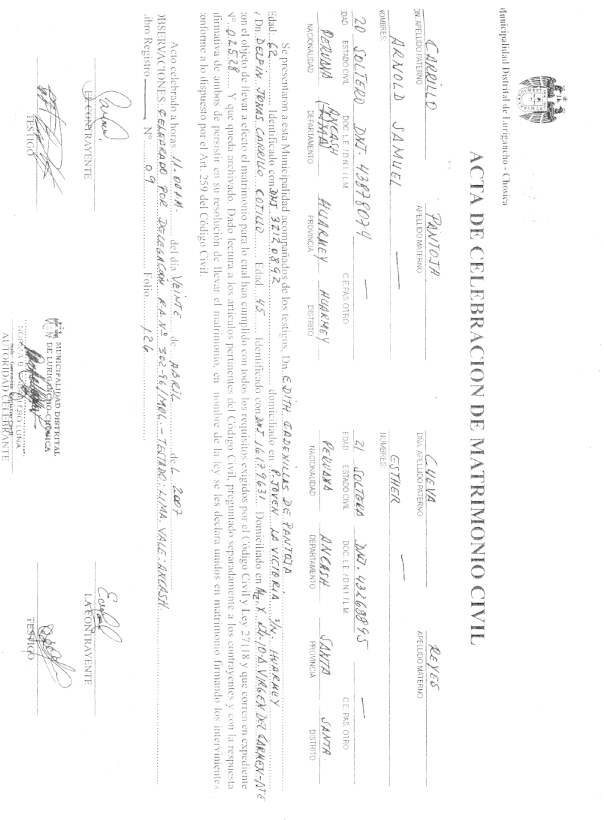 Municipalidad Distrital de Lurigancho - Chosica
ACTA DE CELEBRACION DE MATRIMONIO CIVIL
CARRILLO PANTOJA
DN. APELLIDO PATERNO APELLIDO MATERNO
ARNOLD SAMUEL
NOMBRES:
20 SOLTERO DNI. 43878074
EDAD ESTADO CIVIL DOC. L.E. / D.N.I / L.M. C.E. PAS. OTRO
PERUANA (LIMA) ANCASH HUARMEY HUARMEY
NACIONALIDAD DEPARTAMENTO PROVINCIA DISTRITO
CUEVA REYES
DÑA. APELLIDO PATERNO APELLIDO MATERNO
ESTHER
NOMBRES:
21 SOLTERA DNI. 43268895
EDAD ESTADO CIVIL DOC. L.E. / D.N.I / L.M. C.E. PAS. OTRO
PERUANA ANCASH SANTA SANTA
NACIONALIDAD DEPARTAMENTO PROVINCIA DISTRITO
Se presentaron a esta Municipalidad acompañados de los testigos, Dn. EDITH CADENILLAS DE PANTOJA
Edad: 62 Identificado con DNI 32120892 domiciliado en P. JOVEN LA VICTORIA S/N. HUARMEY
Y Dn. DELFIN JONAS CARRILLO COTILLO Edad 45 Identificado con DNI 16179631 Domiciliado en Mz. X Lt. 10 A. VIRGEN DEL CARMEN-ATE
con el objeto de llevar a efecto el matrimonio para lo cual han cumplido con todos los requisitos exigidos por el Código Civil y Ley 27118 y que corren en expediente
Nº 02528 Y que queda archivado. Dado lectura a los artículos pertinentes del Código Civil, preguntado separadamente a los contrayentes y con la respuesta
afirmativa de ambos de persistir en su resolución de llevar el matrimonio, en nombre de la ley se les declara unidos en matrimonio firmando los intervinientes
conforme a lo dispuesto por el Art. 259 del Código Civil.
Acto celebrado a horas 11.00 A.M. del día VEINTE de ABRIL de L 2007
OBSERVACIONES: CELEBRADO POR DELEGACION R.A. Nº 302-96/MDL.- TESTADO: LIMA. VALE: ANCASH
Libro Registro Nº 09 Folio 126
EL CONTRAYENTE
LA CONTRAYENTE
MUNICIPALIDAD DISTRITAL
DE LURIGANCHO-CHOSICA
TESTIGO
AUTORIDAD CELEBRANTE
TESTIGO